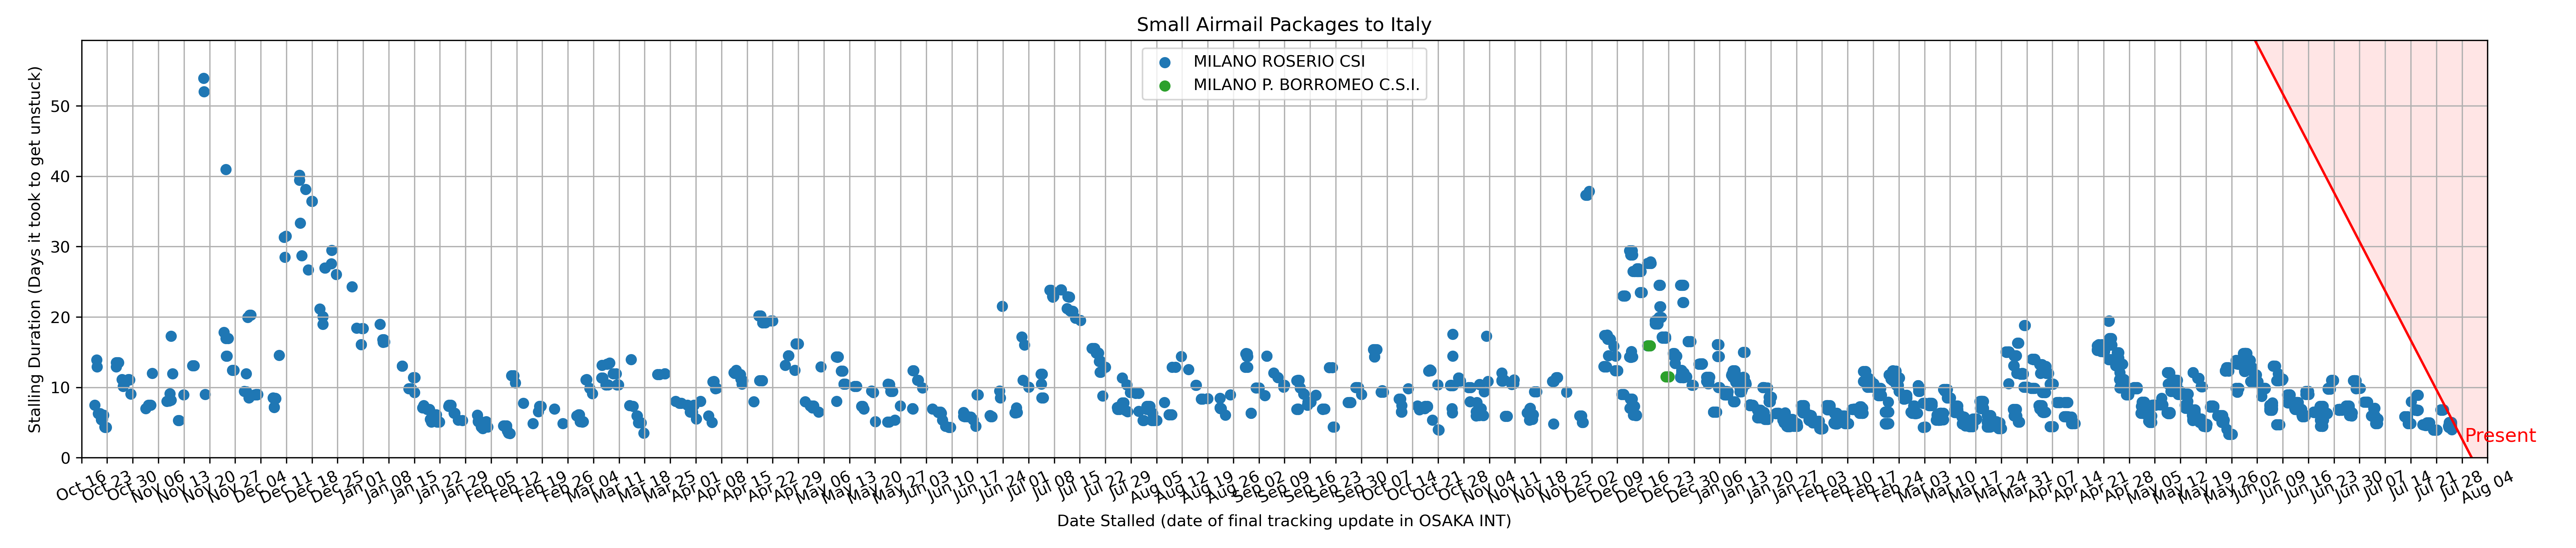 Small Airmail Packages to Italy
MILANO ROSERIO CSI
MILANO P. BORROMEO C.S.I.
Stalling Duration (Days it took to get unstuck)
50
40
30
20
10
0
Present
Oct 16
Oct 23
Oct 30
Nov 06
Nov 13
Nov 20
Nov 27
Dec 04
Dec 11
Dec 18
Dec 25
Jan 01
Jan 08
Jan 15
Jan 22
Jan 29
Feb 05
Feb 12
Feb 19
Feb 26
Mar 04
Mar 11
Mar 18
Mar 25
Apr 01
Apr 08
Apr 15
Apr 22
Apr 29
May 06
May 13
May 20
May 27
Jun 03
Jun 10
Jun 17
Jun 24
Jul 01
Jul 08
Jul 15
Jul 22
Jul 29
Aug 05
Aug 12
Aug 19
Aug 26
Sep 02
Sep 09
Sep 16
Sep 23
Sep 30
Oct 07
Oct 14
Oct 21
Oct 28
Nov 04
Nov 11
Nov 18
Nov 25
Dec 02
Dec 09
Dec 16
Dec 23
Dec 30
Jan 06
Jan 13
Jan 20
Jan 27
Feb 03
Feb 10
Feb 17
Feb 24
Mar 03
Mar 10
Mar 17
Mar 24
Mar 31
Apr 07
Apr 14
Apr 21
Apr 28
May 05
May 12
May 19
May 26
Jun 02
Jun 09
Jun 16
Jun 23
Jun 30
Jul 07
Jul 14
Jul 21
Jul 28
Aug 04
Date Stalled (date of final tracking update in OSAKA INT)